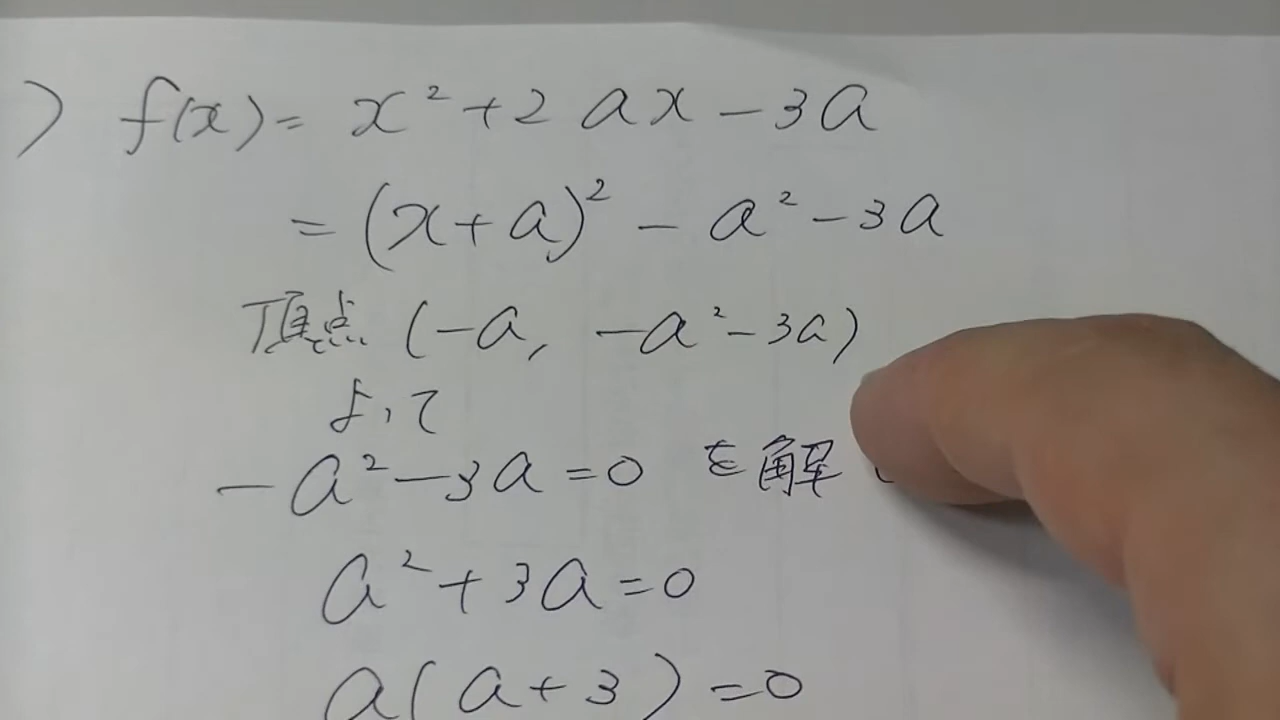 ) f(x) = x² + 2ax - 3a
= (x+a)² - a² - 3a
頂点 (-a, -a² - 3a)
よって
-a² - 3a = 0 を解
a² + 3a = 0
a(a+3) = 0